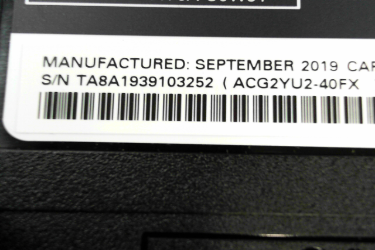 MANUFACTURED: SEPTEMBER 2019
S/N TA8A1939103252 ( ACG2YU2-40FX